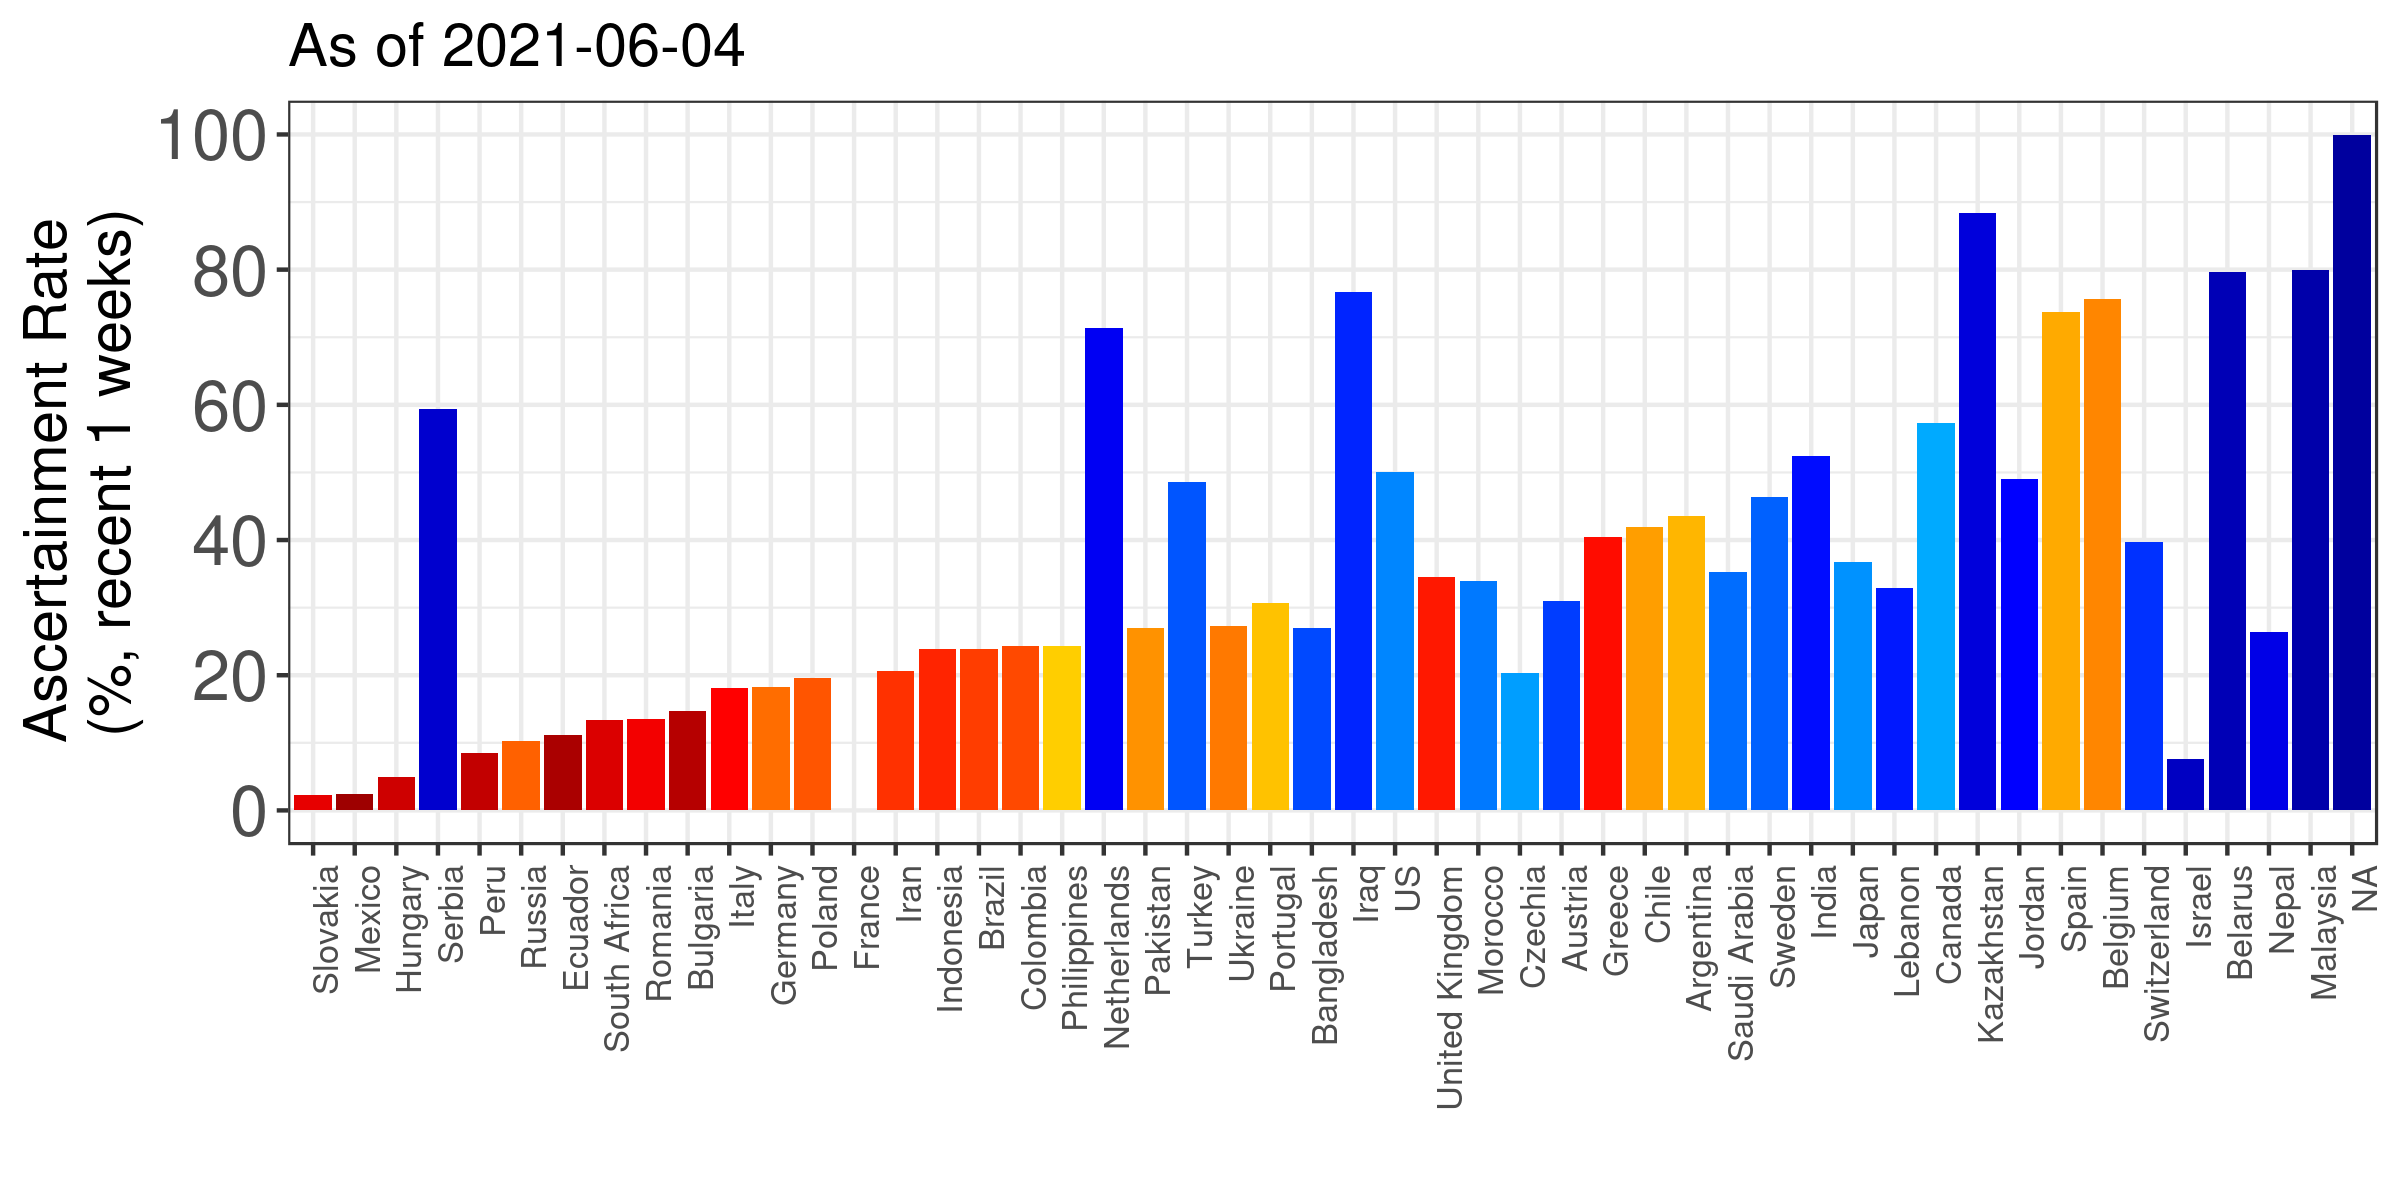 As of 2021-06-04
Ascertainment Rate
(%, recent 1 weeks)
100
80
60
40
20
0
Slovakia
Mexico
Hungary
Serbia
Peru
Russia
Ecuador
South Africa
Romania
Bulgaria
Italy
Germany
Poland
France
Iran
Indonesia
Brazil
Colombia
Philippines
Netherlands
Pakistan
Turkey
Ukraine
Portugal
Bangladesh
Iraq
US
United Kingdom
Morocco
Czechia
Austria
Greece
Chile
Argentina
Saudi Arabia
Sweden
India
Japan
Lebanon
Canada
Kazakhstan
Jordan
Spain
Belgium
Switzerland
Israel
Belarus
Nepal
Malaysia
NA